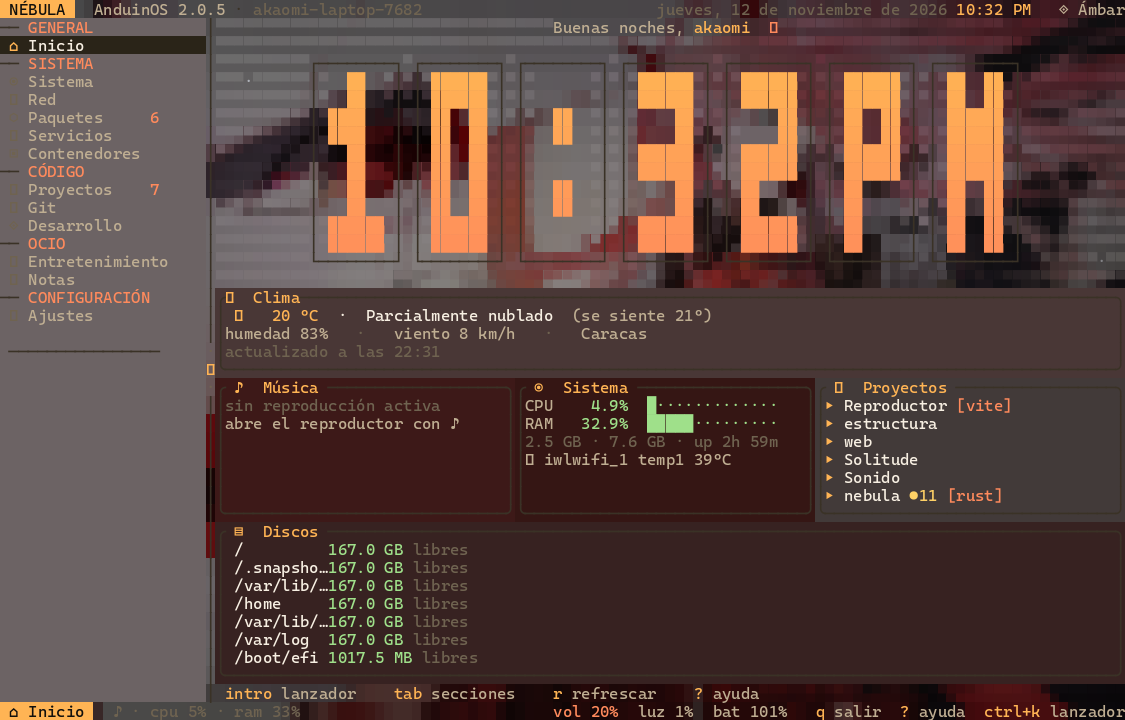 NÉBULA AnduinOS 2.0.5 · akaomi-laptop-7682 jueves, 12 de noviembre de 2026 10:32 PM ◈ Ámbar
Buenas noches, akaomi
GENERAL
⌂ Inicio
SISTEMA
Sistema
Red
Paquetes 6
Servicios
Contenedores
CÓDIGO
Proyectos 7
Git
Desarrollo
OCIO
Entretenimiento
Notas
CONFIGURACIÓN
Ajustes
10:32PM
Clima
20 °C · Parcialmente nublado (se siente 21°)
humedad 83% · viento 8 km/h · Caracas
actualizado a las 22:31
♪ Música
sin reproducción activa
abre el reproductor con ♪
Sistema
CPU 4.9%
RAM 32.9%
2.5 GB · 7.6 GB · up 2h 59m
iwlwifi_1 temp1 39°C
Proyectos
▸ Reproductor [vite]
▸ estructura
▸ web
▸ Solitude
▸ Sonido
▸ nebula ●11 [rust]
Discos
/ 167.0 GB libres
/.snapsho… 167.0 GB libres
/var/lib/… 167.0 GB libres
/home 167.0 GB libres
/var/lib/… 167.0 GB libres
/var/log 167.0 GB libres
/boot/efi 1017.5 MB libres
intro lanzador tab secciones r refrescar ? ayuda
⌂ Inicio ♪ · cpu 5% · ram 33% vol 20% luz 1% bat 101% q salir ? ayuda ctrl+k lanzador